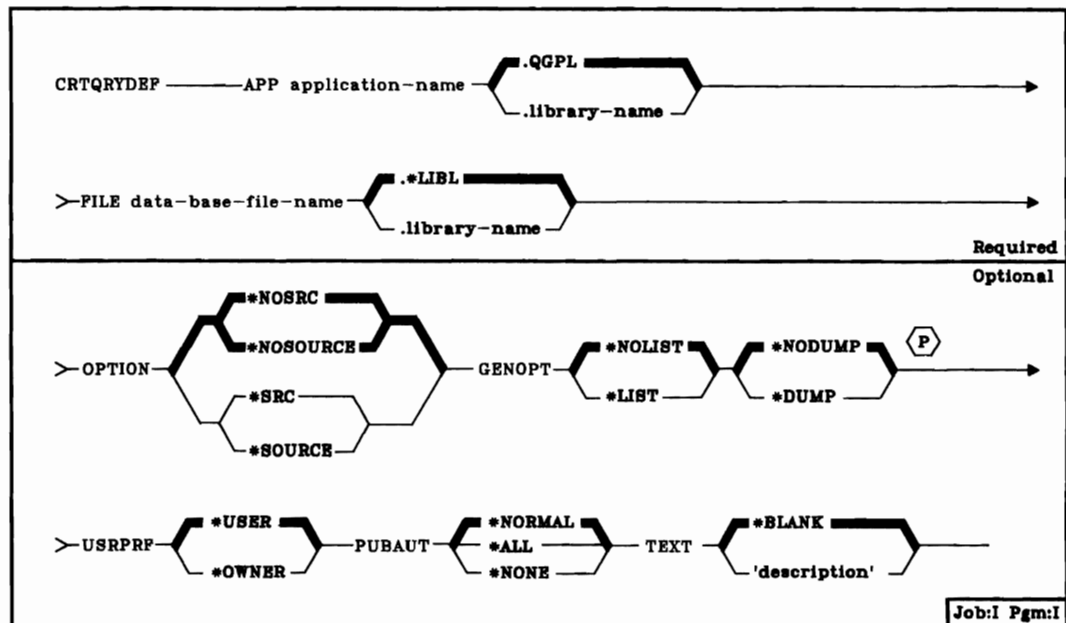 .QGPL
CRTQRYDEF APP application-name
.library-name
.*LIBL
>FILE data-base-file-name
.library-name
Required
Optional
*NOSRC
*NOSOURCE
P
*NOLIST *NODUMP
>OPTION GENOPT
*LIST *DUMP
*SRC
*SOURCE
*USER *NORMAL *BLANK
>USRPRF PUBAUT *ALL TEXT
*OWNER *NONE 'description'
Job:I Pgm:I